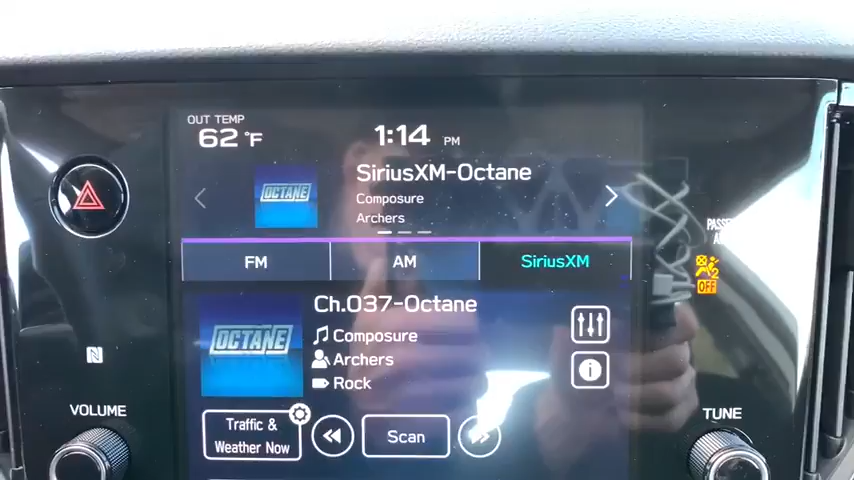 OUT TEMP
62 °F
1:14 PM
SiriusXM-Octane
OCTANE
Composure
Archers
FM
AM
SiriusXM
Ch.037-Octane
OCTANE
Composure
Archers
Rock
OFF
VOLUME
TUNE
Traffic &
Weather Now
Scan